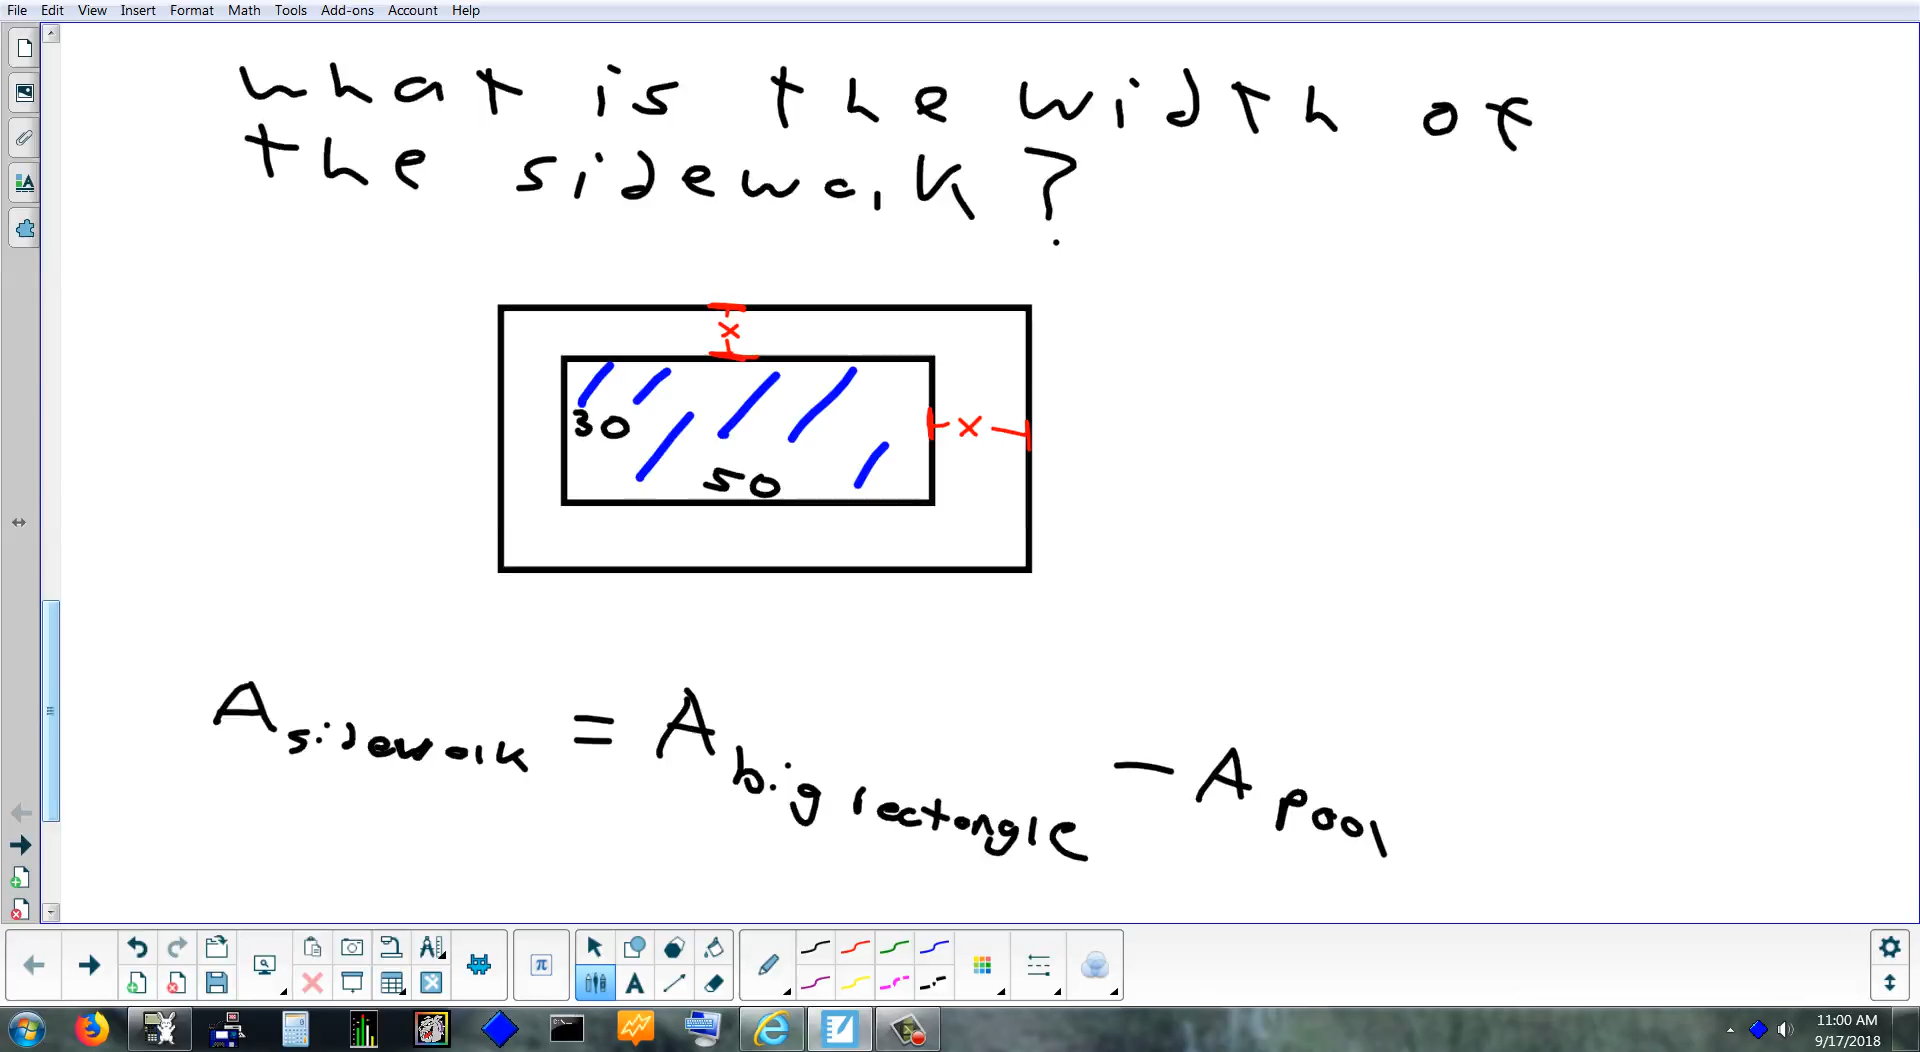 File Edit View Insert Format Math Tools Add-ons Account Help
what is the width of
the sidewalk?
x
30
x
50
A sidewalk = A big rectangle - A pool
π
A
11:00 AM
9/17/2018